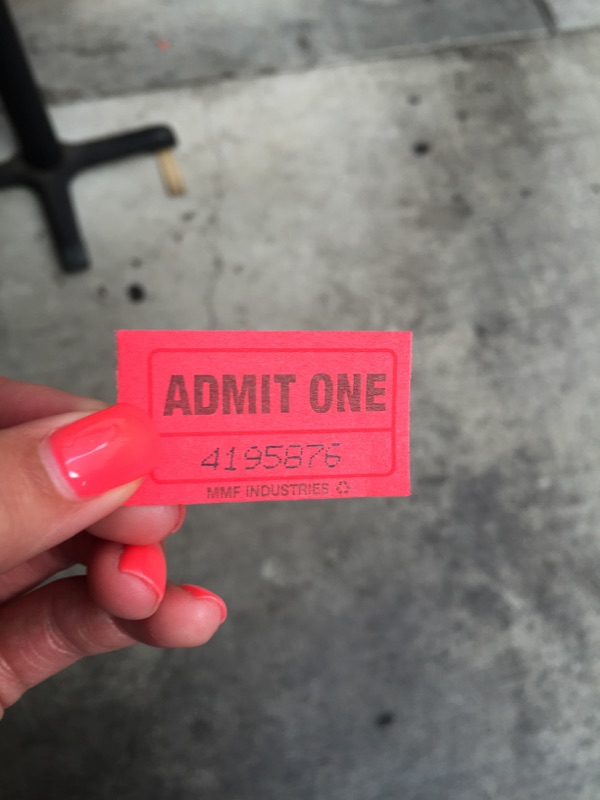 ADMIT ONE
4195876
MMF INDUSTRIES